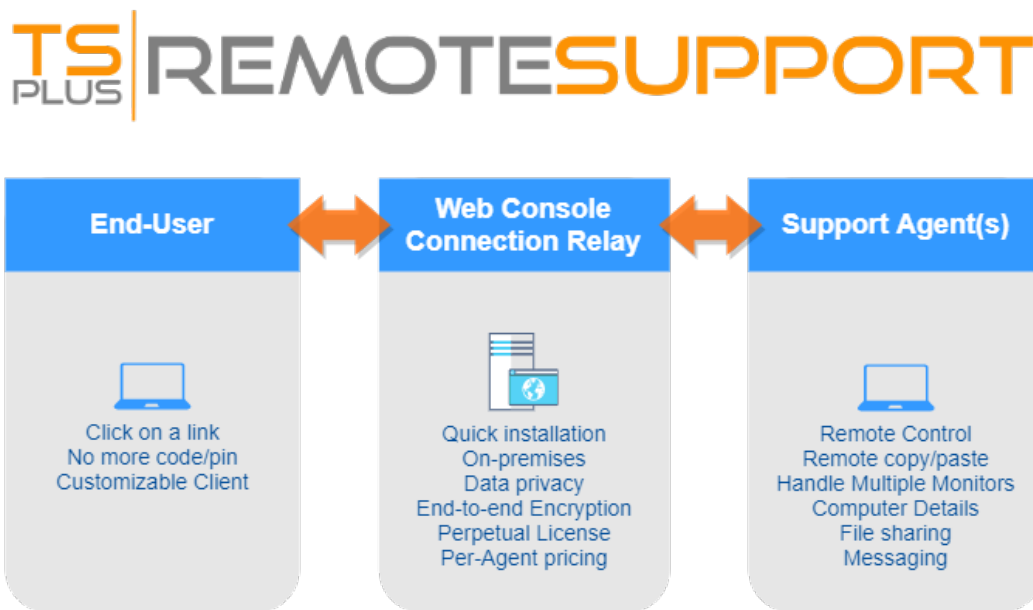 TS
PLUS
REMOTESUPPORT
End-User
Web Console
Connection Relay
Support Agent(s)
Click on a link
No more code/pin
Customizable Client
Quick installation
On-premises
Data privacy
End-to-end Encryption
Perpetual License
Per-Agent pricing
Remote Control
Remote copy/paste
Handle Multiple Monitors
Computer Details
File sharing
Messaging